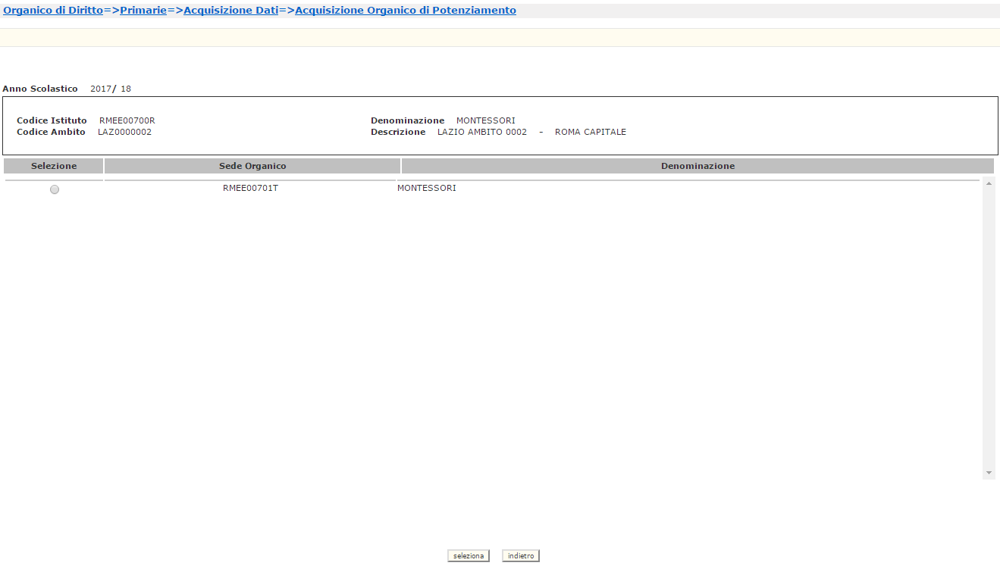 Organico di Diritto=>Primarie=>Acquisizione Dati=>Acquisizione Organico di Potenziamento
Anno Scolastico 2017/ 18
Codice Istituto RMEE00700R Denominazione MONTESSORI
Codice Ambito LAZ0000002 Descrizione LAZIO AMBITO 0002 - ROMA CAPITALE
Selezione Sede Organico Denominazione
RMEE00701T MONTESSORI
seleziona indietro